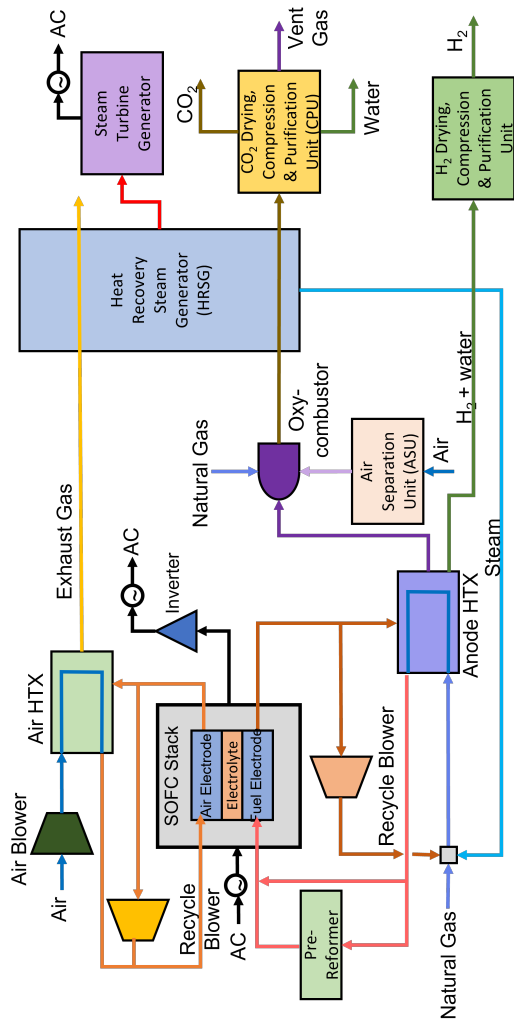 Air
Air Blower
Air HTX
Exhaust Gas
AC
Steam
Turbine
Generator
Heat
Recovery
Steam
Generator
(HRSG)
CO2
Vent
Gas
CO2 Drying,
Compression
& Purification
Unit (CPU)
Water
H2
H2 Drying,
Compression
& Purification
Unit
Recycle
Blower
AC
SOFC Stack
Air Electrode
Electrolyte
Fuel Electrode
Inverter
AC
Natural Gas
Oxy-
combustor
Air
Separation
Unit (ASU)
Air
H2 + water
Pre-
Reformer
Recycle Blower
Natural Gas
Anode HTX
Steam